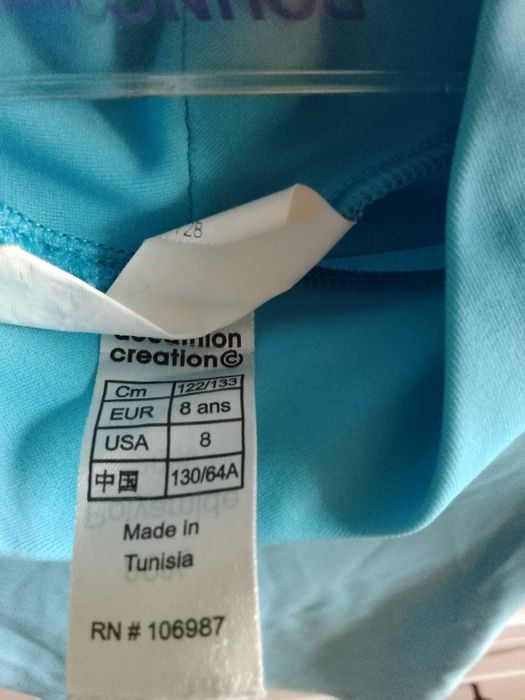 creation©
Cm 122/133
EUR 8 ans
USA 8
中国 130/64A
Made in
Tunisia
RN # 106987